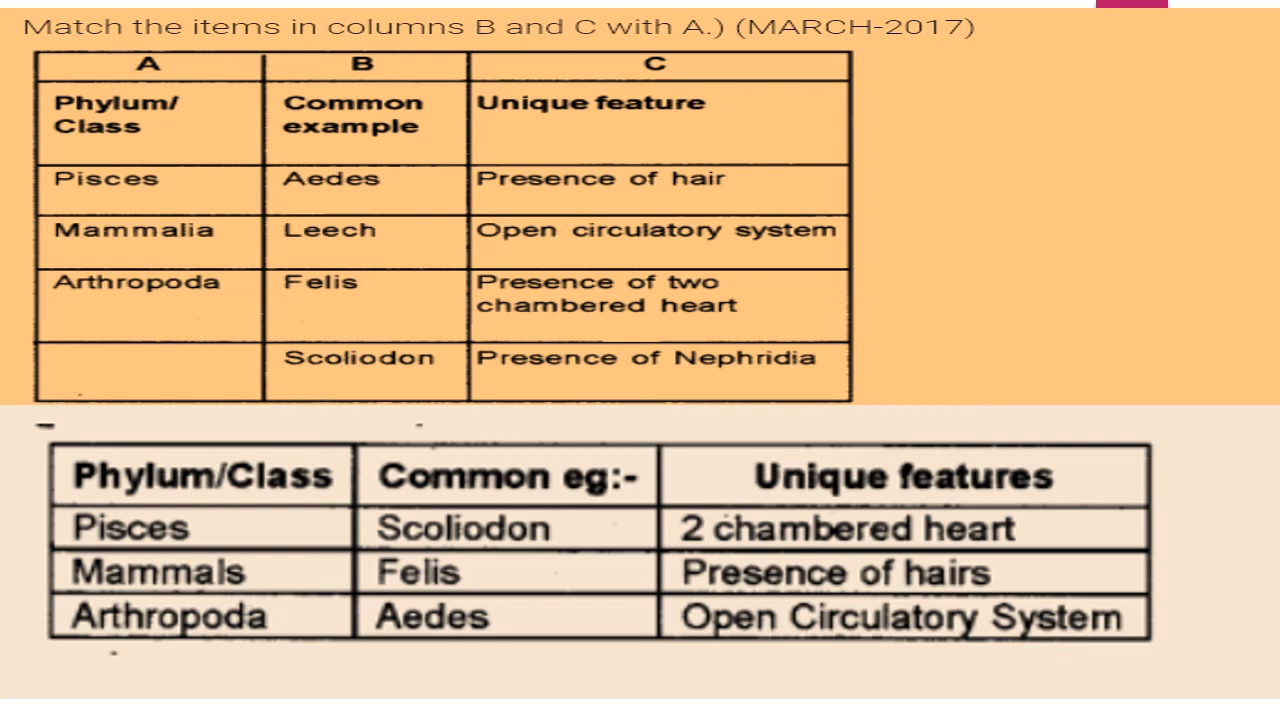 Match the items in columns B and C with A.) (MARCH-2017)
A B C
Phylum/ Class Common example Unique feature
Pisces Aedes Presence of hair
Mammalia Leech Open circulatory system
Arthropoda Felis Presence of two chambered heart
Scoliodon Presence of Nephridia
Phylum/Class Common eg:- Unique features
Pisces Scoliodon 2 chambered heart
Mammals Felis Presence of hairs
Arthropoda Aedes Open Circulatory System